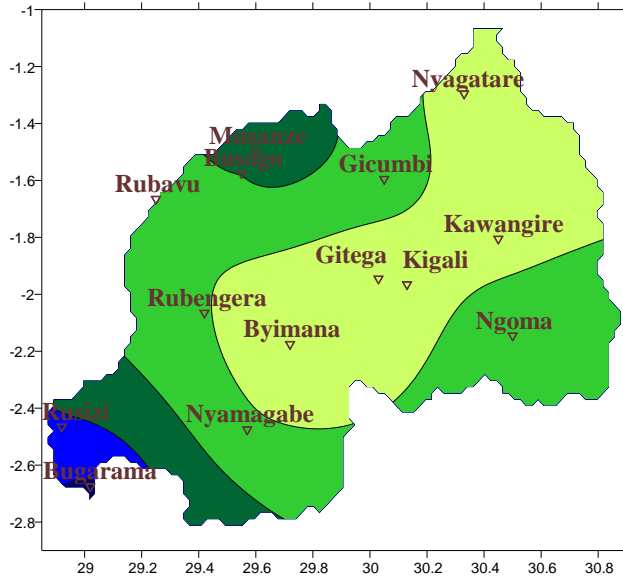 -1
Nyagatare
-1.2
-1.4
Musanze
Busogo
Gicumbi
-1.6
Rubavu
Kawangire
-1.8
Gitega
Kigali
-2
Rubengera
Ngoma
Byimana
-2.2
-2.4
Rusizi
Nyamagabe
-2.6
Bugarama
-2.8
29 29.2 29.4 29.6 29.8 30 30.2 30.4 30.6 30.8